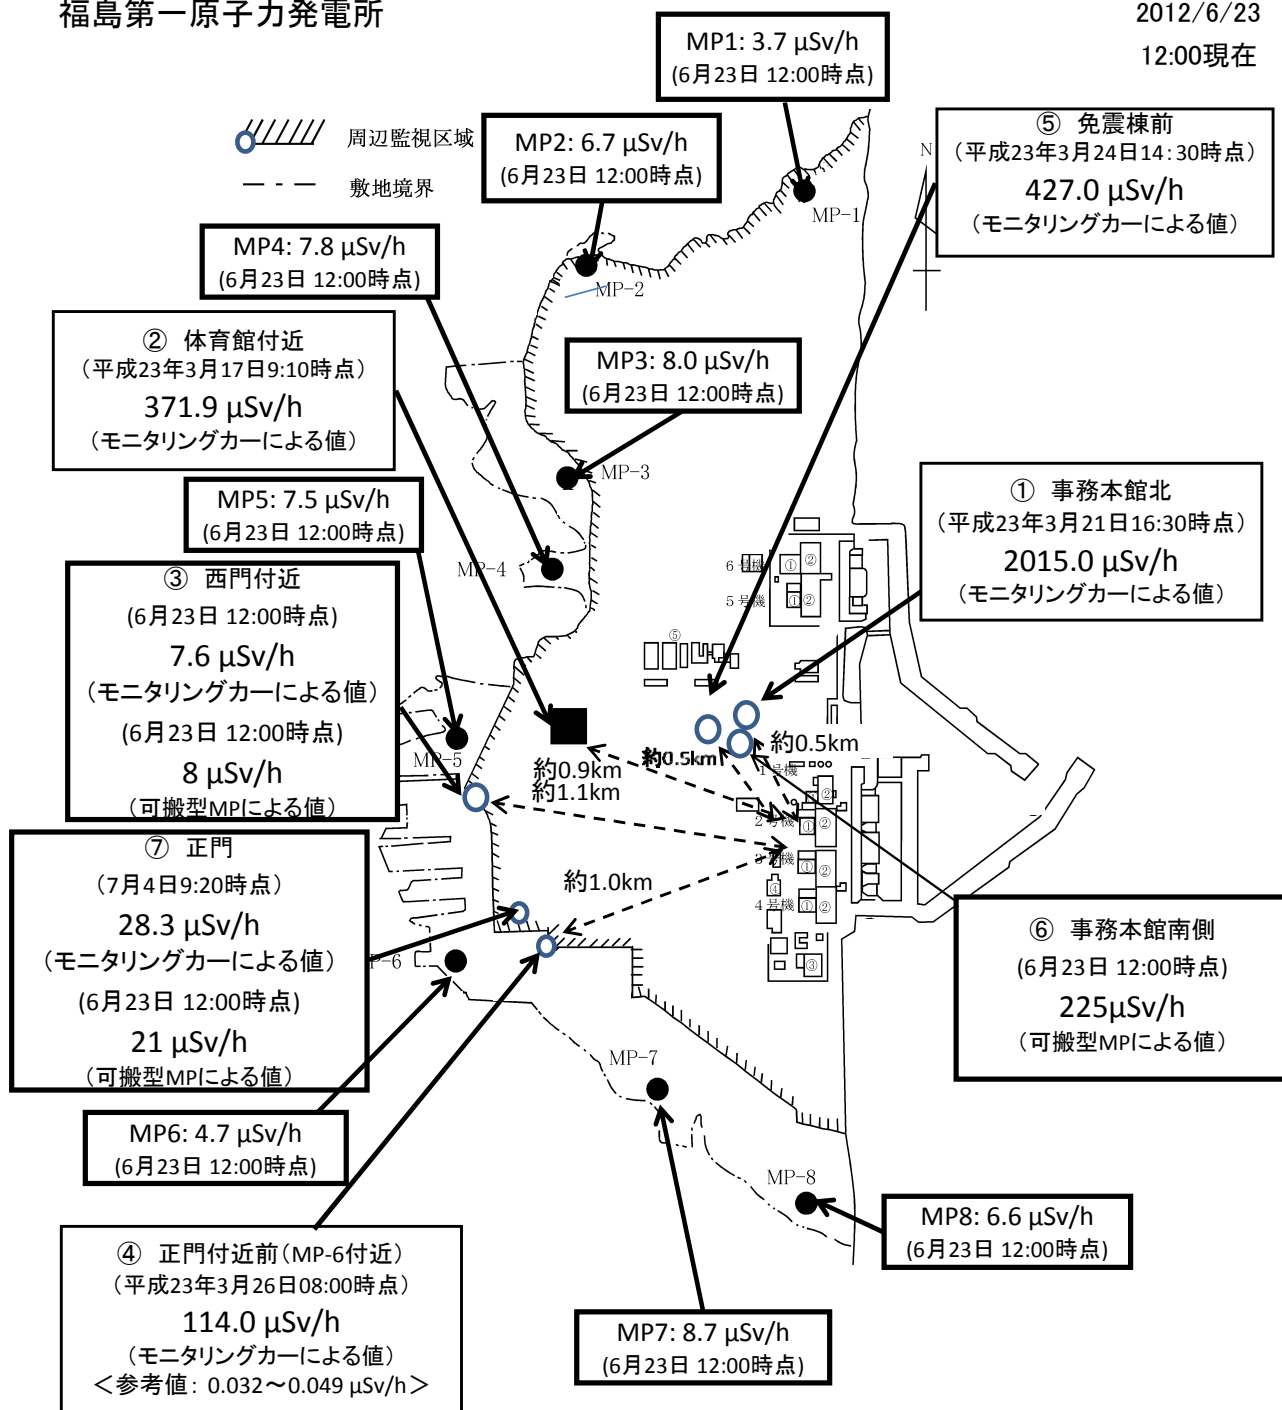 福島第一原子力発電所
2012/6/23
12:00現在
周辺監視区域
敷地境界
MP1: 3.7 μSv/h
(6月23日 12:00時点)
MP2: 6.7 μSv/h
(6月23日 12:00時点)
⑤ 免震棟前
（平成23年3月24日14:30時点）
427.0 μSv/h
（モニタリングカーによる値）
N
MP-1
MP4: 7.8 μSv/h
(6月23日 12:00時点)
MP-2
② 体育館付近
（平成23年3月17日9:10時点）
371.9 μSv/h
（モニタリングカーによる値）
MP3: 8.0 μSv/h
(6月23日 12:00時点)
MP-3
MP5: 7.5 μSv/h
(6月23日 12:00時点)
① 事務本館北
（平成23年3月21日16:30時点）
2015.0 μSv/h
（モニタリングカーによる値）
MP-4
6号機
① ②
5号機
① ②
③ 西門付近
(6月23日 12:00時点)
7.6 μSv/h
（モニタリングカーによる値）
(6月23日 12:00時点)
8 μSv/h
（可搬型MPによる値）
⑤
MP-5
約0.9km
約1.1km
約0.5km
約0.5km
1号機
②
2号機
① ②
3号機
① ②
④
4号機
① ②
③
約1.0km
⑦ 正門
(7月4日9:20時点)
28.3 μSv/h
（モニタリングカーによる値）
(6月23日 12:00時点)
21 μSv/h
（可搬型MPによる値）
P-6
⑥ 事務本館南側
(6月23日 12:00時点)
225μSv/h
（可搬型MPによる値）
MP-7
MP6: 4.7 μSv/h
(6月23日 12:00時点)
MP-8
MP8: 6.6 μSv/h
(6月23日 12:00時点)
④ 正門付近前（MP-6付近）
（平成23年3月26日08:00時点）
114.0 μSv/h
（モニタリングカーによる値）
＜参考値: 0.032～0.049 μSv/h＞
MP7: 8.7 μSv/h
(6月23日 12:00時点)